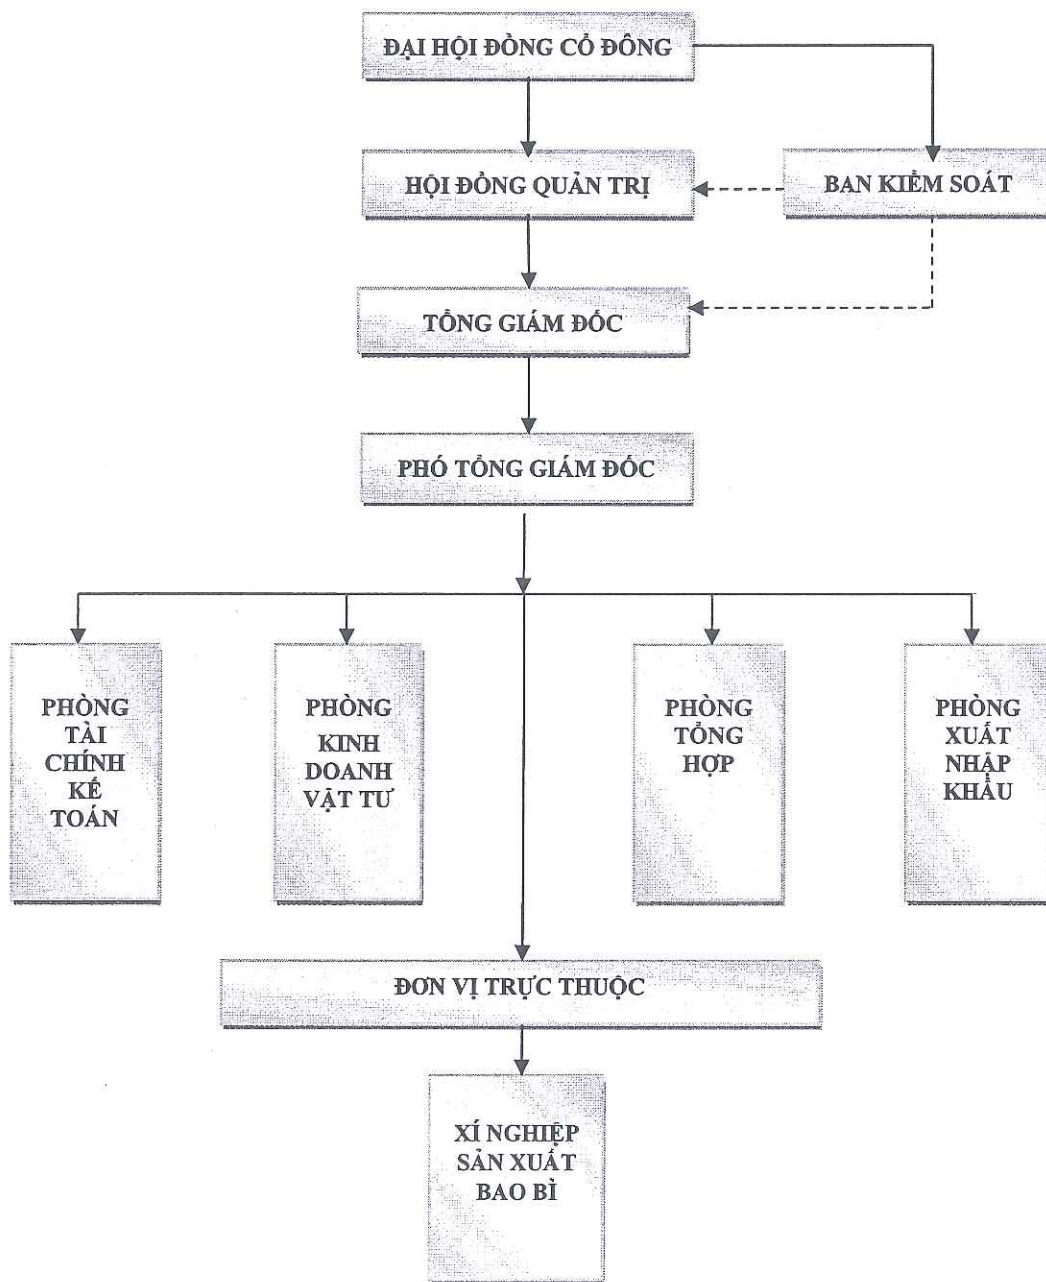 ĐẠI HỘI ĐỒNG CỔ ĐÔNG
HỘI ĐỒNG QUẢN TRỊ
BAN KIỂM SOÁT
TỔNG GIÁM ĐỐC
PHÓ TỔNG GIÁM ĐỐC
PHÒNG
TÀI
CHÍNH
KẾ
TOÁN
PHÒNG
KINH
DOANH
VẬT TƯ
PHÒNG
TỔNG
HỢP
PHÒNG
XUẤT
NHẬP
KHẨU
ĐƠN VỊ TRỰC THUỘC
XÍ NGHIỆP
SẢN XUẤT
BAO BÌ